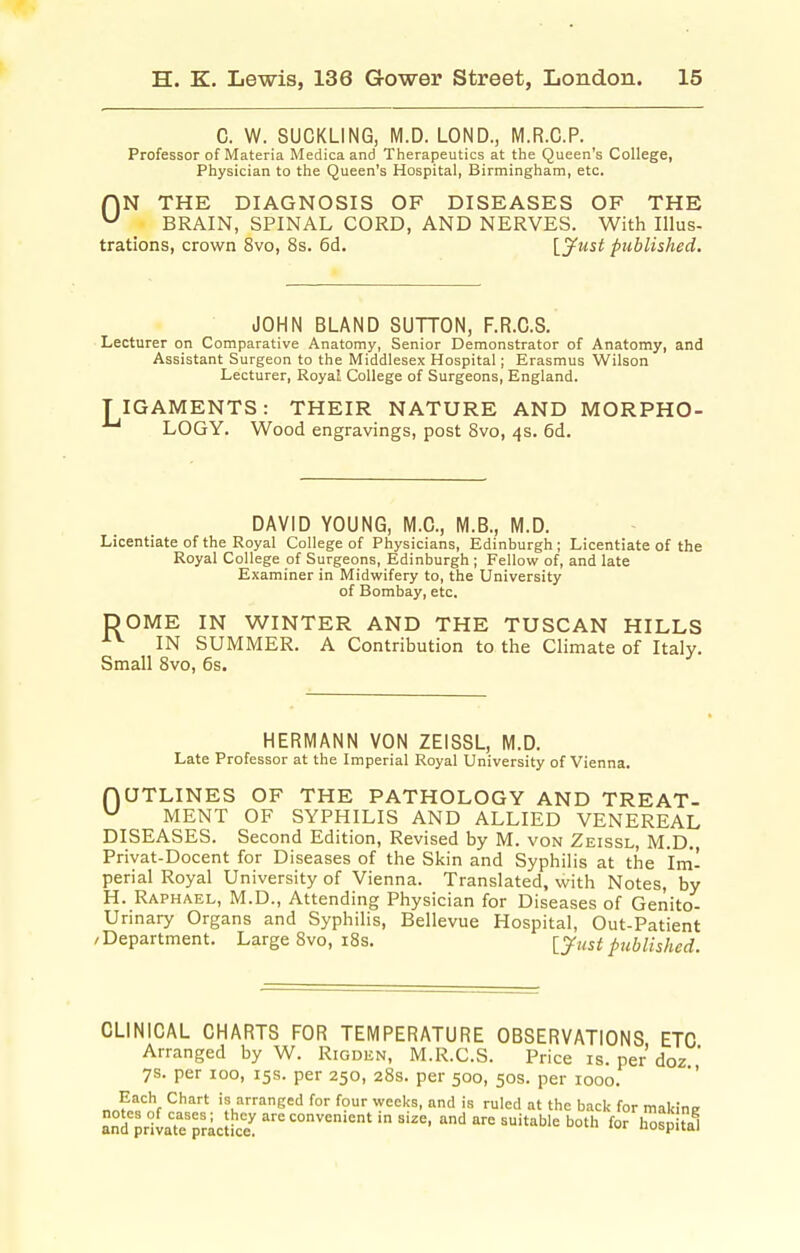 H. K. Lewis, 136 Gower Street, London. 15
C. W. SUCKLING, M.D. LOND., M.R.C.P.
Professor of Materia Medica and Therapeutics at the Queen's College,
Physician to the Queen's Hospital, Birmingham, etc.
ON THE DIAGNOSIS OF DISEASES OF THE
BRAIN, SPINAL CORD, AND NERVES. With Illus-
trations, crown 8vo, 8s. 6d. [Just published.
JOHN BLAND SUTTON, F.R.C.S.
Lecturer on Comparative Anatomy, Senior Demonstrator of Anatomy, and
Assistant Surgeon to the Middlesex Hospital; Erasmus Wilson
Lecturer, Royal College of Surgeons, England.
LIGAMENTS: THEIR NATURE AND MORPHO-
LOGY. Wood engravings, post 8vo, 4s. 6d.
DAVID YOUNG, M.C., M.B., M.D.
Licentiate of the Royal College of Physicians, Edinburgh; Licentiate of the
Royal College of Surgeons, Edinburgh; Fellow of, and late
Examiner in Midwifery to, the University
of Bombay, etc.
ROME IN WINTER AND THE TUSCAN HILLS
IN SUMMER. A Contribution to the Climate of Italy.
Small 8vo, 6s.
HERMANN VON ZEISSL, M.D.
Late Professor at the Imperial Royal University of Vienna.
OUTLINES OF THE PATHOLOGY AND TREAT-
MENT OF SYPHILIS AND ALLIED VENEREAL
DISEASES. Second Edition, Revised by M. VON ZEISSL, M.D.,
Privat-Docent for Diseases of the Skin and Syphilis at the Im-
perial Royal University of Vienna. Translated, with Notes, by
H. RAPHAEL, M.D., Attending Physician for Diseases of Genito-
Urinary Organs and Syphilis, Bellevue Hospital, Out-Patient
Department. Large 8vo, 18s. [Just published.
CLINICAL CHARTS FOR TEMPERATURE OBSERVATIONS, ETC.
Arranged by W. RIGDEN, M.R.C.S. Price 1s. per doz.,
7s. per 100, 15s. per 250, 28s. per 500, 50s. per 1000.
Each Chart is arranged for four weeks, and is ruled at the back for making
notes of cases; they are convenient in size, and are suitable both for hospital
and private practice.